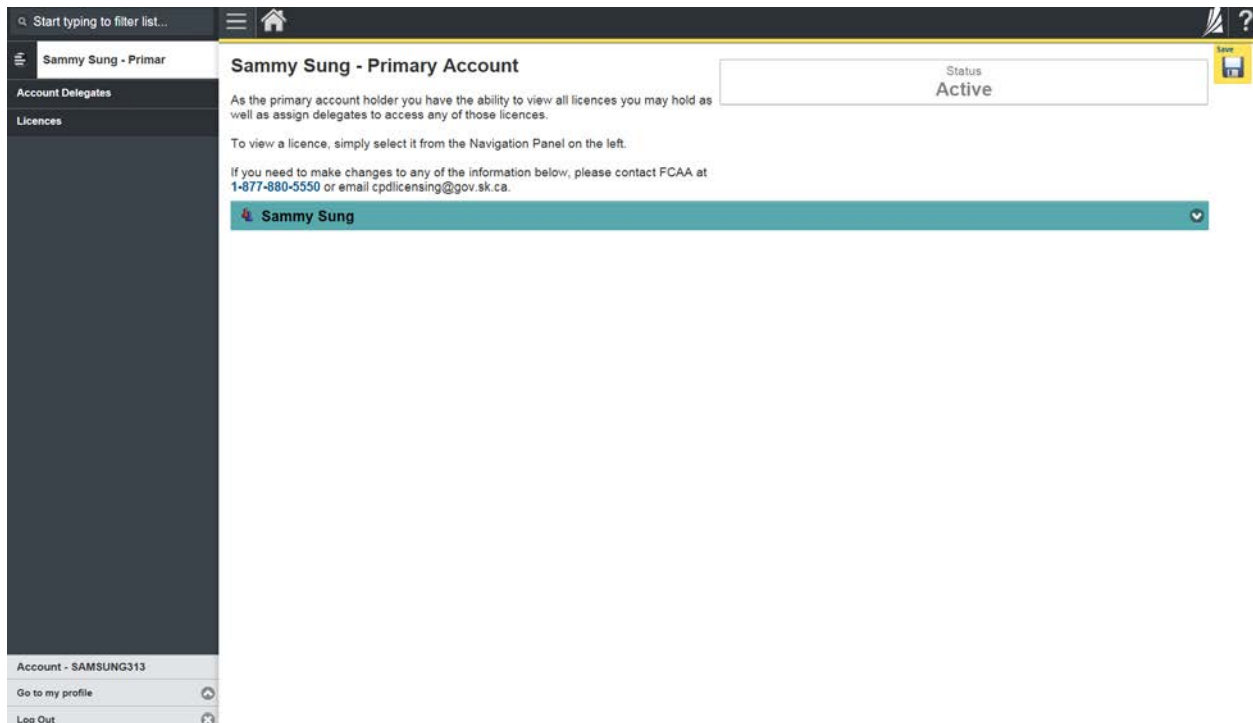 Start typing to filter list...
Sammy Sung - Primar
Account Delegates
Licences
Account - SAMSUNG313
Go to my profile
Log Out
?
Save
Sammy Sung - Primary Account
As the primary account holder you have the ability to view all licences you may hold as
well as assign delegates to access any of those licences.
To view a licence, simply select it from the Navigation Panel on the left.
If you need to make changes to any of the information below, please contact FCAA at
1-877-880-5550 or email cpdlicensing@gov.sk.ca.
Status
Active
Sammy Sung